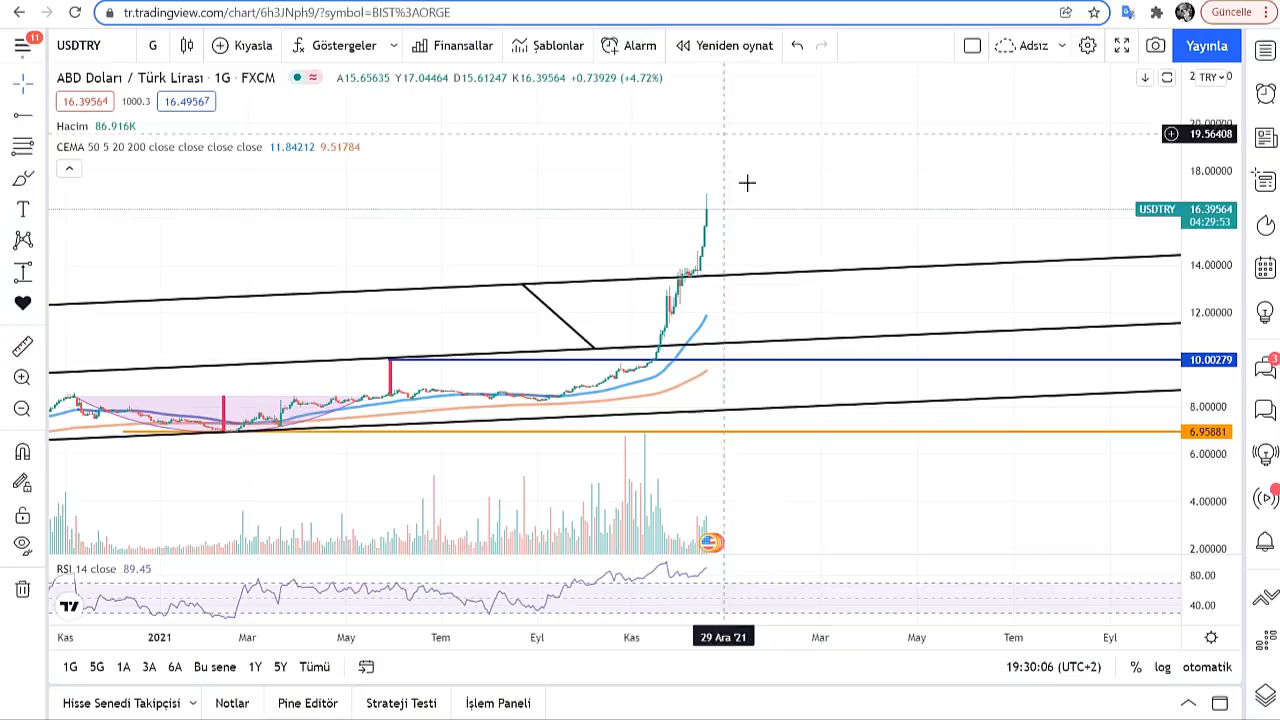 tr.tradingview.com/chart/6h3JNph9/?symbol=BIST%3AORGE
Güncelle
11
USDTRY G Kıyasla Göstergeler Finansallar Şablonlar Alarm Yeniden oynat Adsız Yayınla
ABD Doları / Türk Lirası · 1G · FXCM A15.65635 Y17.04464 D15.61247 K16.39564 +0.73929 (+4.72%)
TRY
16.39564 1000.3 16.49567
Hacim 86.916K
CEMA 50 5 20 200 close close close close 11.84212 9.51784
20.00000
19.56408
18.00000
USDTRY 16.39564
04:29:53
14.00000
12.00000
10.00279
8.00000
6.95881
6.00000
4.00000
2.00000
3
RSI 14 close 89.45
80.00
40.00
Kas 2021 Mar May Tem Eyl Kas 29 Ara '21 Mar May Tem Eyl
1G 5G 1A 3A 6A Bu sene 1Y 5Y Tümü 19:30:06 (UTC+2) % log otomatik
Hisse Senedi Takipçisi Notlar Pine Editörü Strateji Testi İşlem Paneli